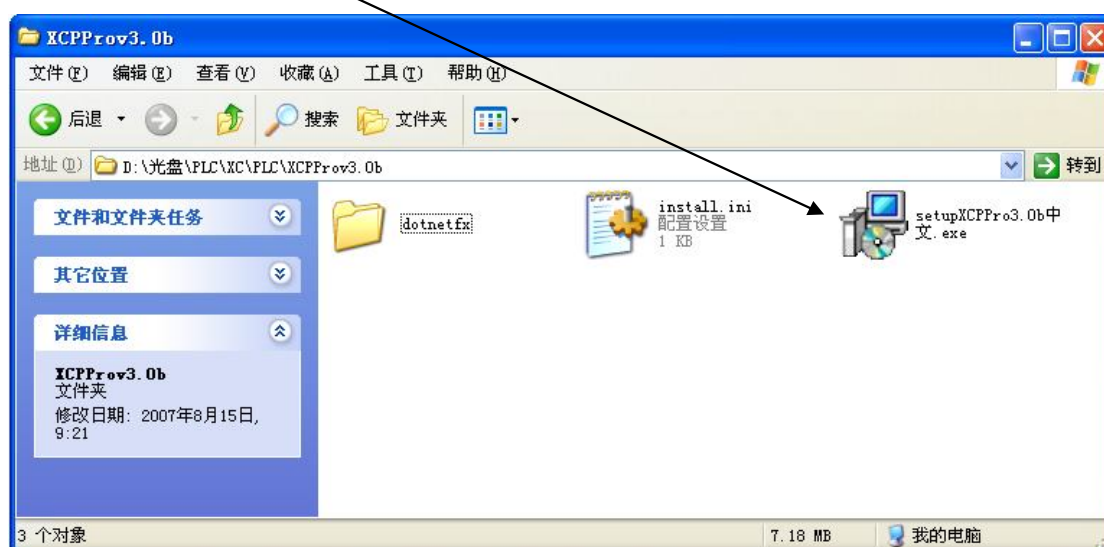 XCPProv3.0b
文件(F) 编辑(E) 查看(V) 收藏(A) 工具(T) 帮助(H)
后退 搜索 文件夹
地址(D) D:\光盘\PLC\XC\PLC\XCPProv3.0b 转到
文件和文件夹任务
其它位置
详细信息
XCPProv3.0b
文件夹
修改日期: 2007年8月15日,
9:21
dotnetfx
install.ini
配置设置
1 KB
setupXCPPro3.0b中
文.exe
3 个对象 7.18 MB 我的电脑